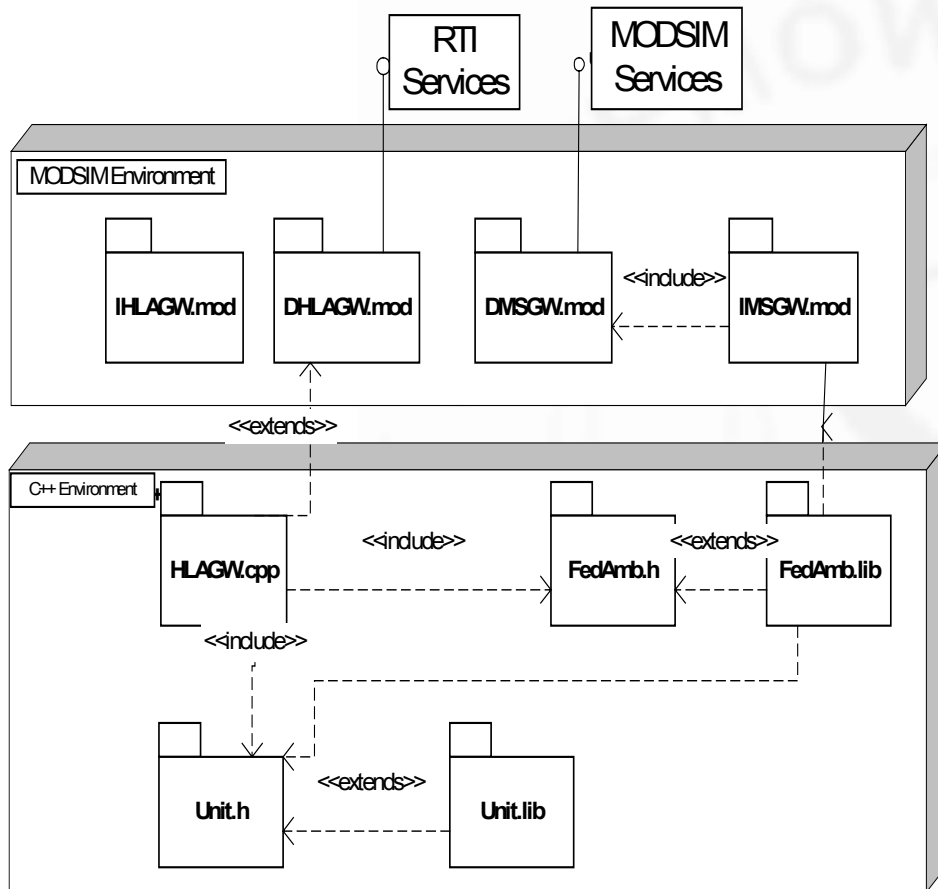 RTI
Services
MODSIM
Services
MODSIM Environment
IHLAGW.mod
DHLAGW.mod
DMSGW.mod
<<include>>
IMSGW.mod
<<extends>>
C++ Environment
HLAGW.cpp
<<include>>
FedAmb.h
<<extends>>
FedAmb.lib
<<include>>
Unit.h
<<extends>>
Unit.lib